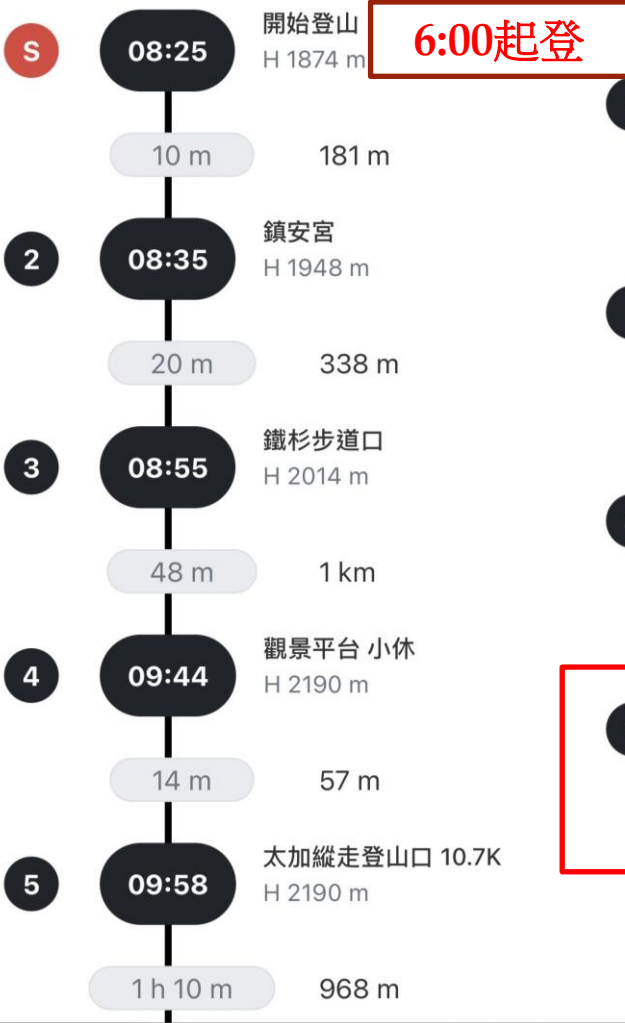 S
08:25
開始登山
H 1874 m
6:00起登
10 m
181 m
2
08:35
鎮安宮
H 1948 m
20 m
338 m
3
08:55
鐵杉步道口
H 2014 m
48 m
1 km
4
09:44
觀景平台 小休
H 2190 m
14 m
57 m
5
09:58
太加縱走登山口 10.7K
H 2190 m
1 h 10 m
968 m